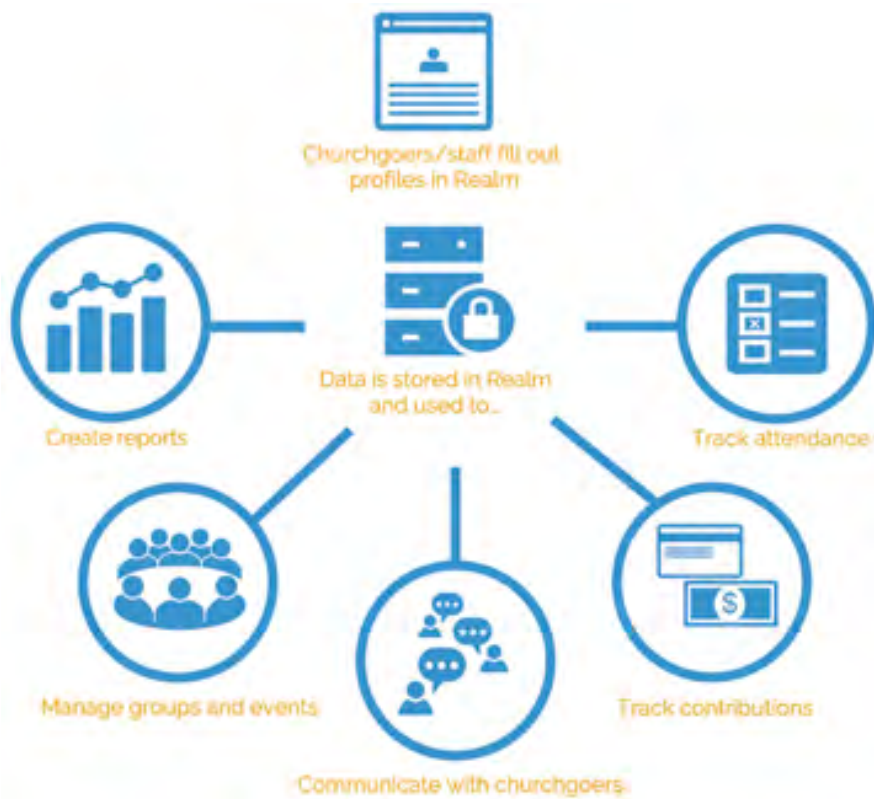 Churchgoers/staff fill out
profiles in Realm
Data is stored in Realm
and used to...
Create reports
Track attendance
$
Manage groups and events
Track contributions
Communicate with churchgoers